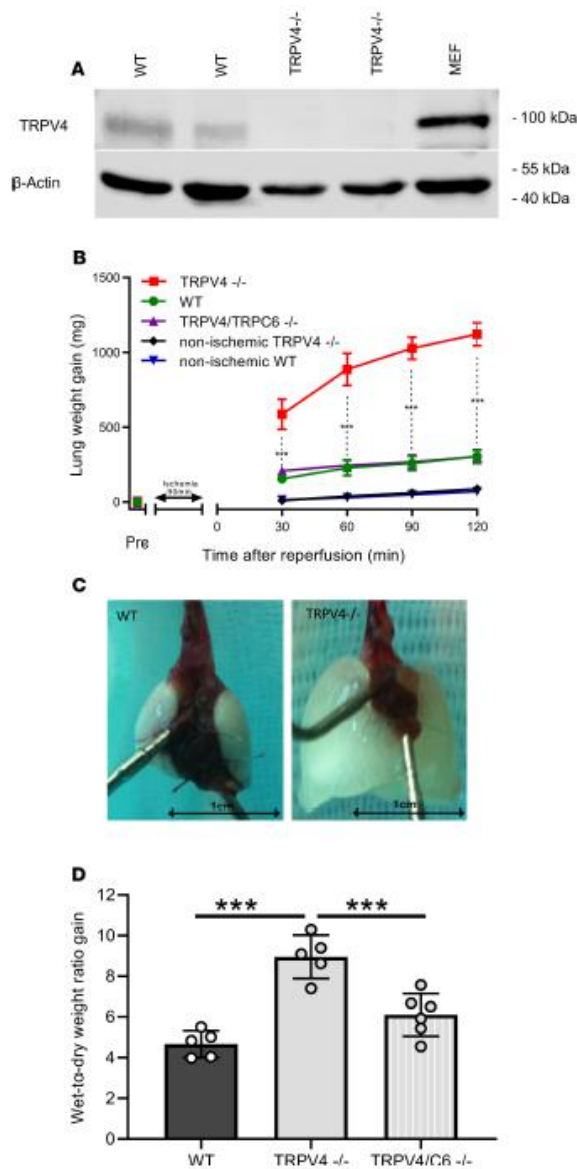 A
WT
WT
TRPV4-/-
TRPV4-/-
MEF
TRPV4
- 100 kDa
β-Actin
- 55 kDa
- 40 kDa
B
TRPV4 -/-
WT
TRPV4/TRPC6 -/-
non-ischemic TRPV4 -/-
non-ischemic WT
Lung weight gain (mg)
1500
1000
500
0
Ischemia
90min
***
***
***
***
Pre
0
30
60
90
120
Time after reperfusion (min)
C
WT
TRPV4-/-
1cm
1cm
D
Wet-to-dry weight ratio gain
12
10
8
6
4
2
0
***
***
WT
TRPV4 -/-
TRPV4/C6 -/-